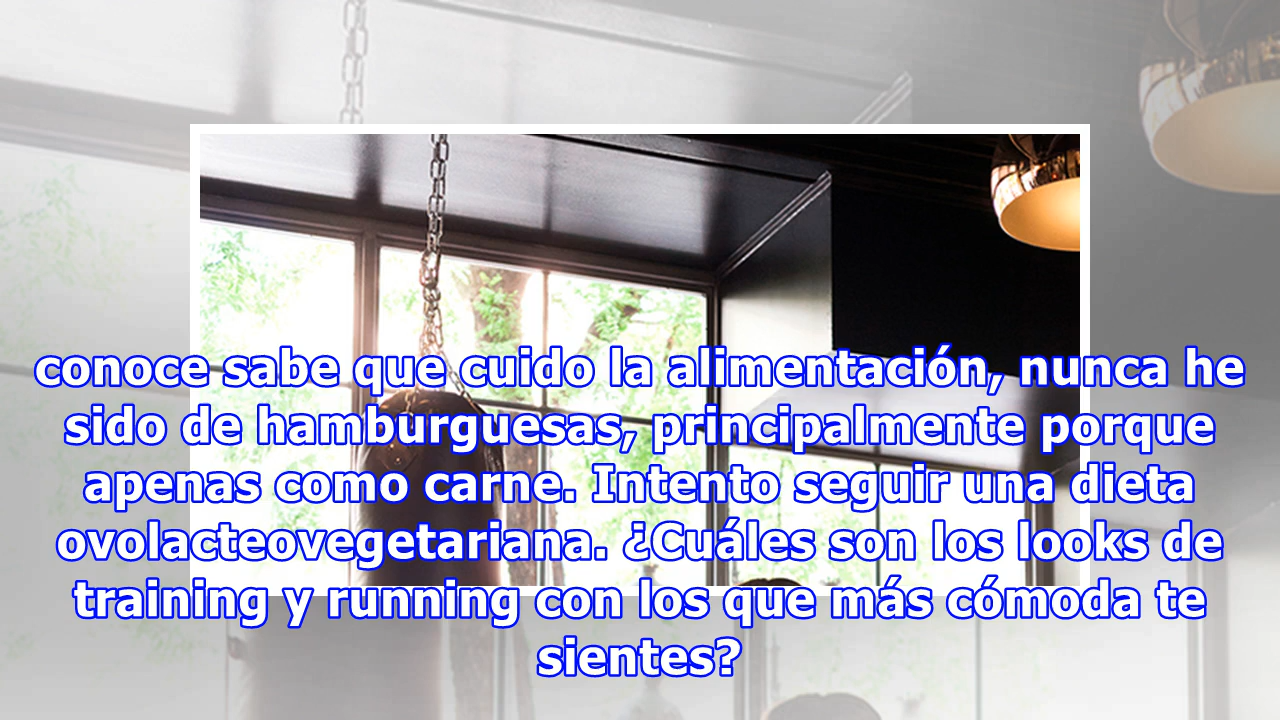 conoce sabe que cuido la alimentación, nunca he
sido de hamburguesas, principalmente porque
apenas como carne. Intento seguir una dieta
ovolacteovegetariana. ¿Cuáles son los looks de
training y running con los que más cómoda te
sientes?